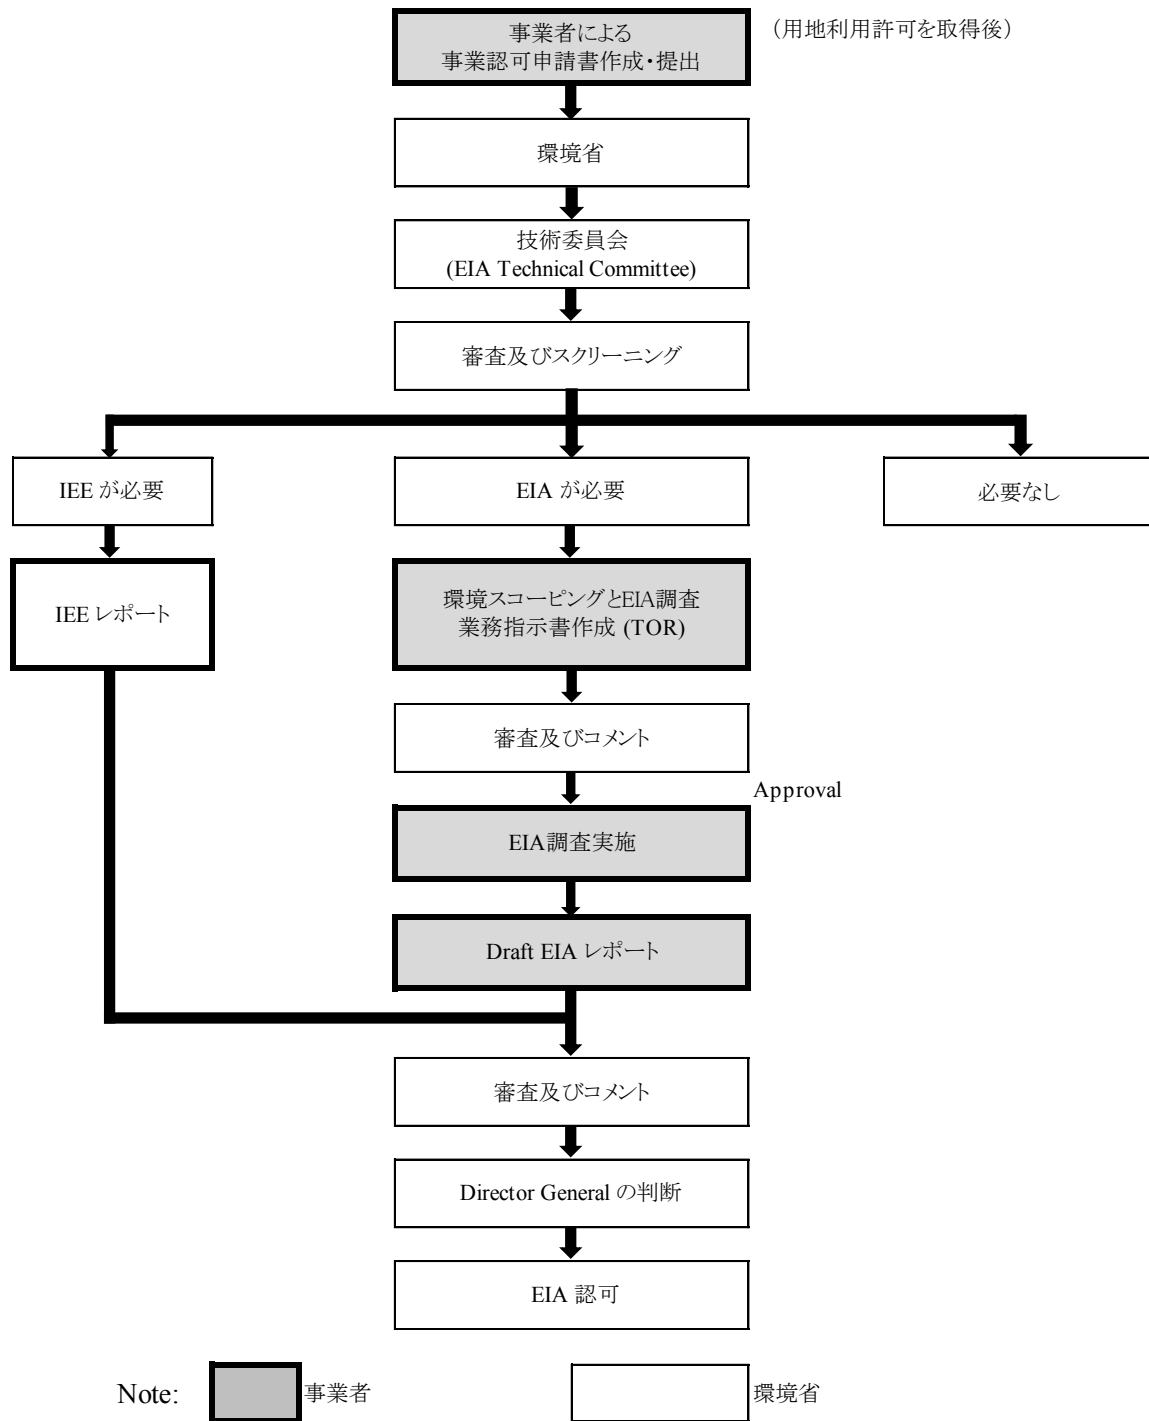 事業者による
事業認可申請書作成・提出
（用地利用許可を取得後）
環境省
技術委員会
(EIA Technical Committee)
審査及びスクリーニング
IEE が必要
EIA が必要
必要なし
IEE レポート
環境スコーピングとEIA調査
業務指示書作成 (TOR)
審査及びコメント
Approval
EIA調査実施
Draft EIA レポート
審査及びコメント
Director General の判断
EIA 認可
Note:
事業者
環境省